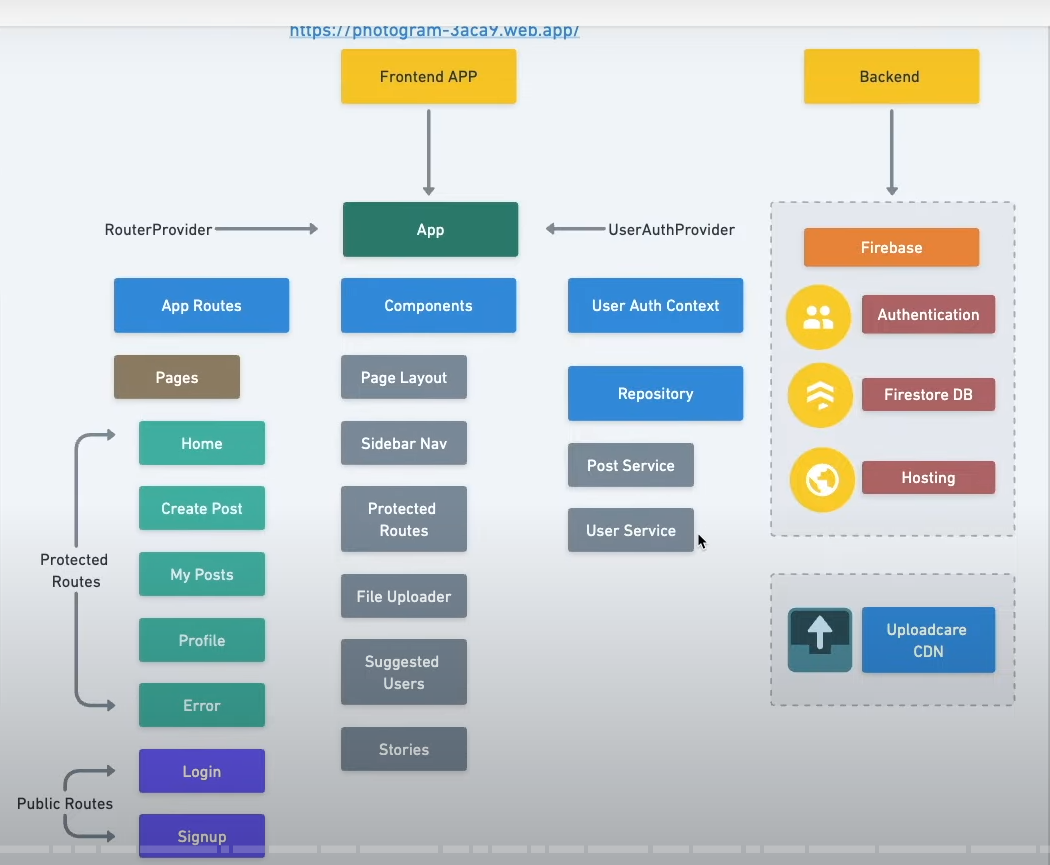 https://photogram-3aca9.web.app/
Frontend APP
Backend
RouterProvider
App
UserAuthProvider
Firebase
App Routes
Components
User Auth Context
Authentication
Pages
Page Layout
Repository
Firestore DB
Home
Sidebar Nav
Post Service
Hosting
Create Post
Protected
Routes
User Service
Protected
Routes
My Posts
File Uploader
Profile
Suggested
Users
Uploadcare
CDN
Error
Stories
Login
Public Routes
Signup